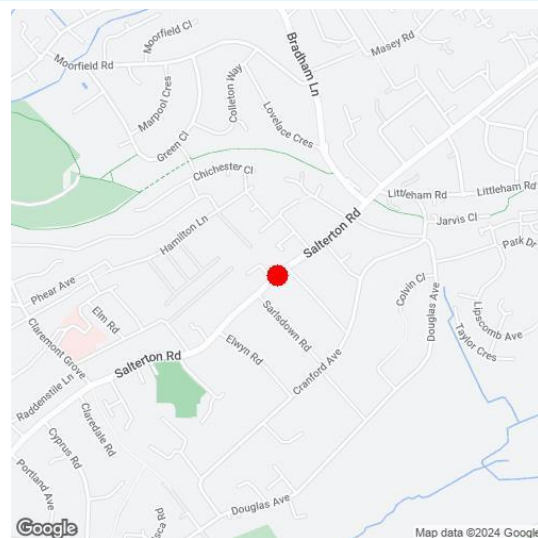 Moorfield Cl
Moorfield Rd
Bradham Ln
Masey Rd
Marpool Cres
Colleton Way
Lovelace Cres
Green Cl
Chichester Cl
Littleham Rd
Littleham Rd
Jarvis Cl
Hamilton Ln
Salterton Rd
Park Dr
Phear Ave
Colvin Cl
Elm Rd
Sarlsdown Rd
Douglas Ave
Lipscomb Ave
Claremont Grove
Taylor Cres
Elwyn Rd
Salterton Rd
Cranford Ave
Raddenstile Ln
Claredale Rd
Cyprus Rd
Portland Ave
Douglas Ave
Google
Map data ©2024 Google